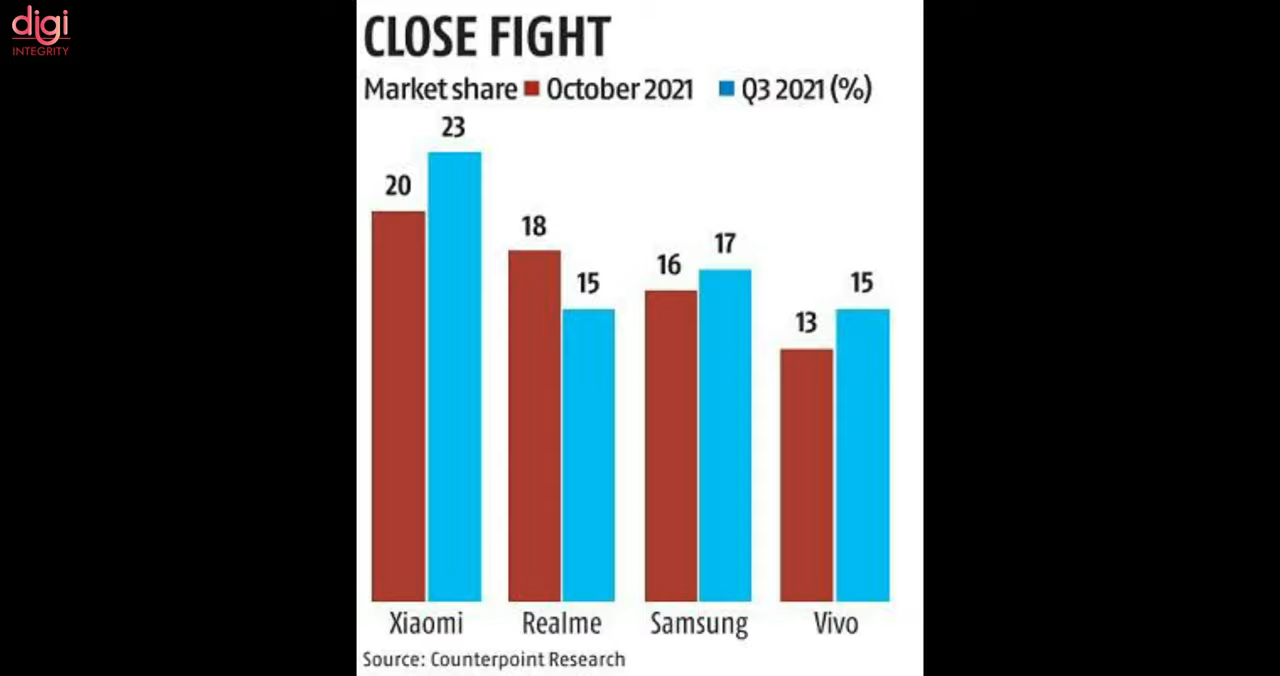 digi
INTEGRITY
CLOSE FIGHT
Market share October 2021 Q3 2021 (%)
23
20
18
15
16
17
13
15
Xiaomi Realme Samsung Vivo
Source: Counterpoint Research